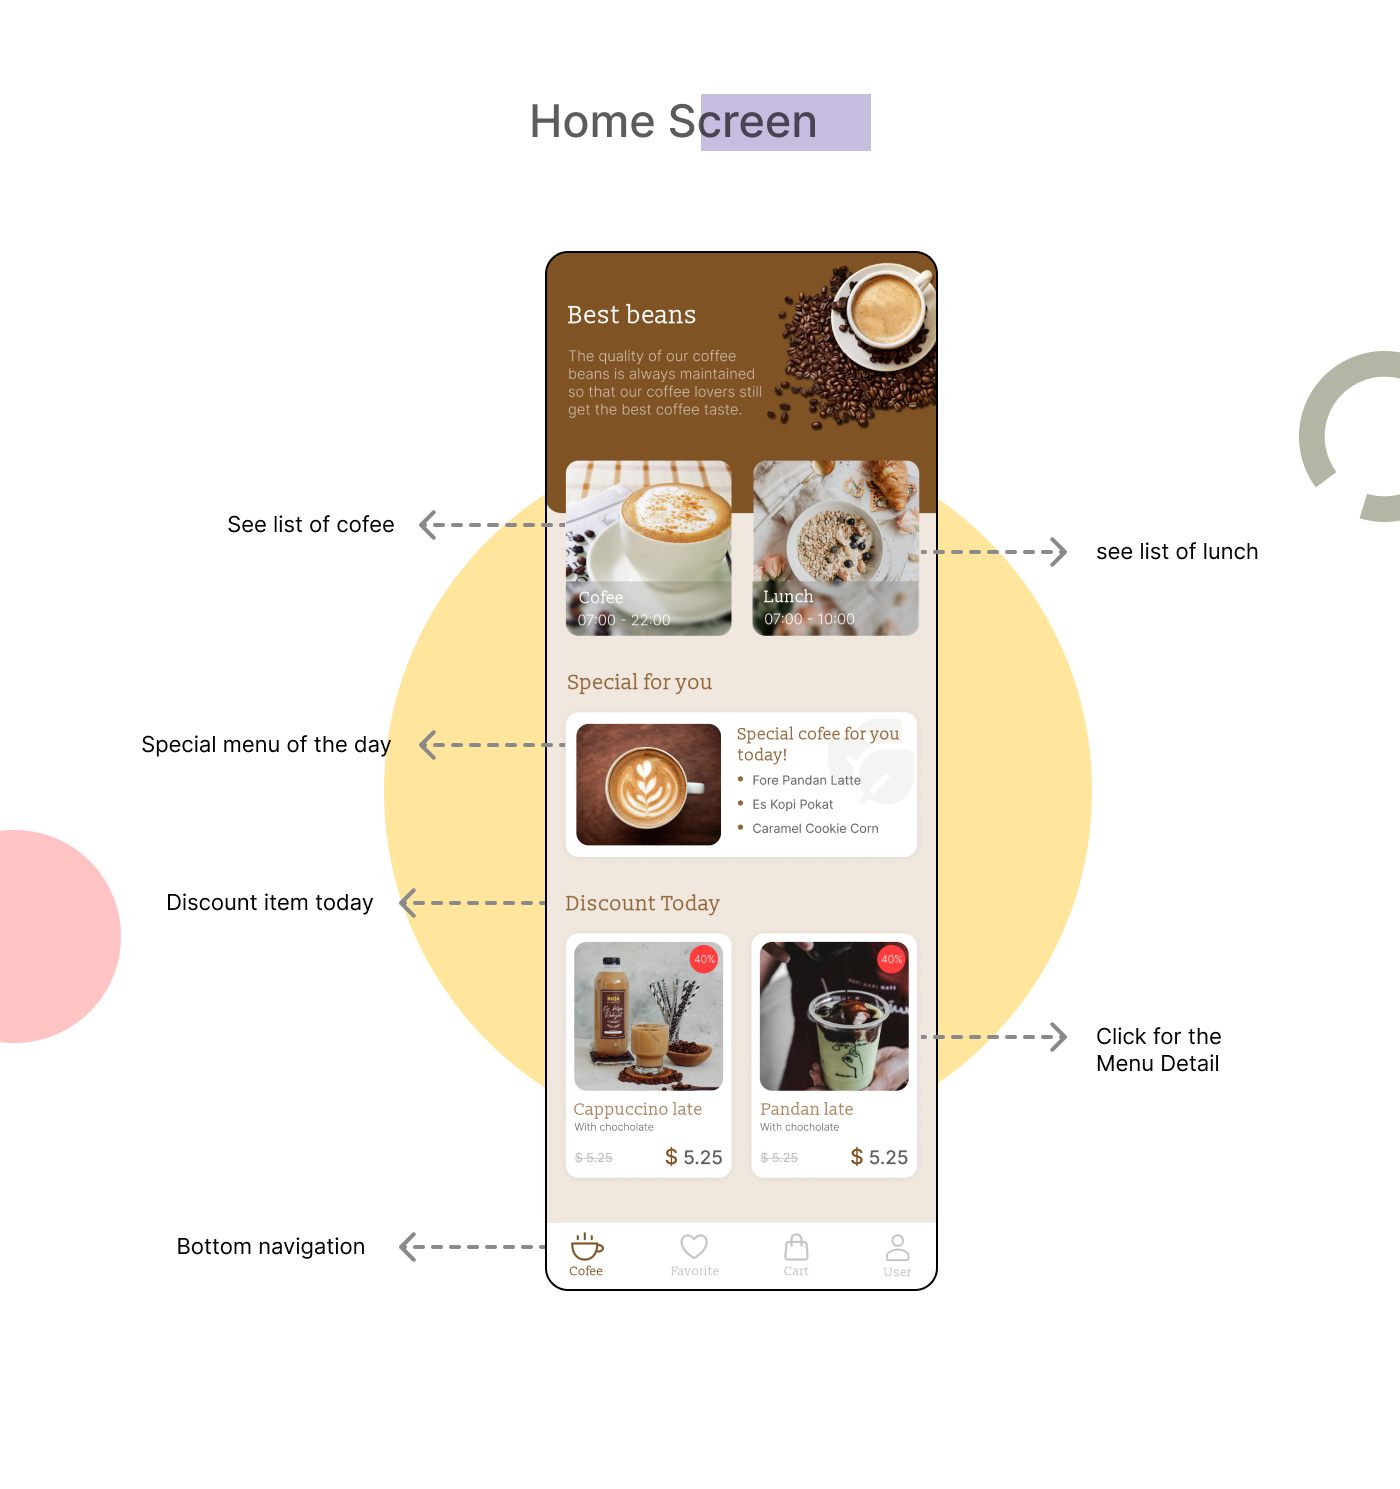 Home Screen
Best beans
The quality of our coffee
beans is always maintained
so that our coffee lovers still
get the best coffee taste.
See list of cofee
see list of lunch
Cofee
07:00 - 22:00
Lunch
07:00 - 10:00
Special for you
Special menu of the day
Special cofee for you
today!
Fore Pandan Latte
Es Kopi Pokat
Caramel Cookie Corn
Discount item today
Discount Today
40%
40%
Click for the
Menu Detail
Cappuccino late
With chocholate
$ 5.25
$ 5.25
Pandan late
With chocholate
$ 5.25
$ 5.25
Bottom navigation
Cofee
Favorite
Cart
User